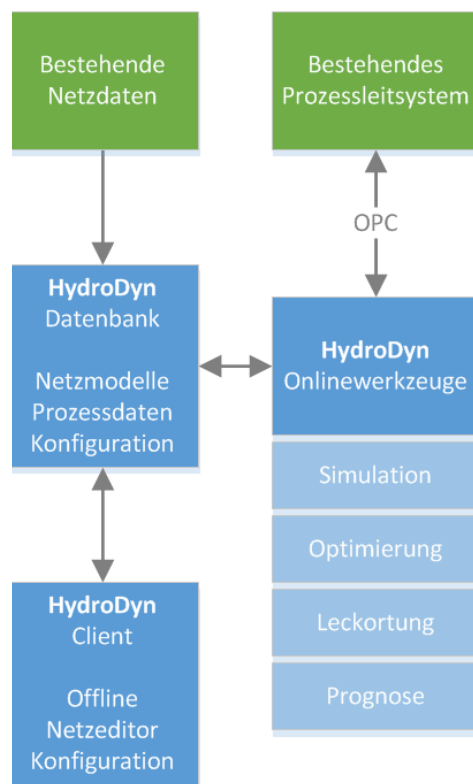 Bestehende
Netzdaten
Bestehendes
Prozessleitsystem
OPC
HydroDyn
Datenbank
Netzmodelle
Prozessdaten
Konfiguration
HydroDyn
Onlinewerkzeuge
Simulation
Optimierung
Leckortung
Prognose
HydroDyn
Client
Offline
Netzeditor
Konfiguration